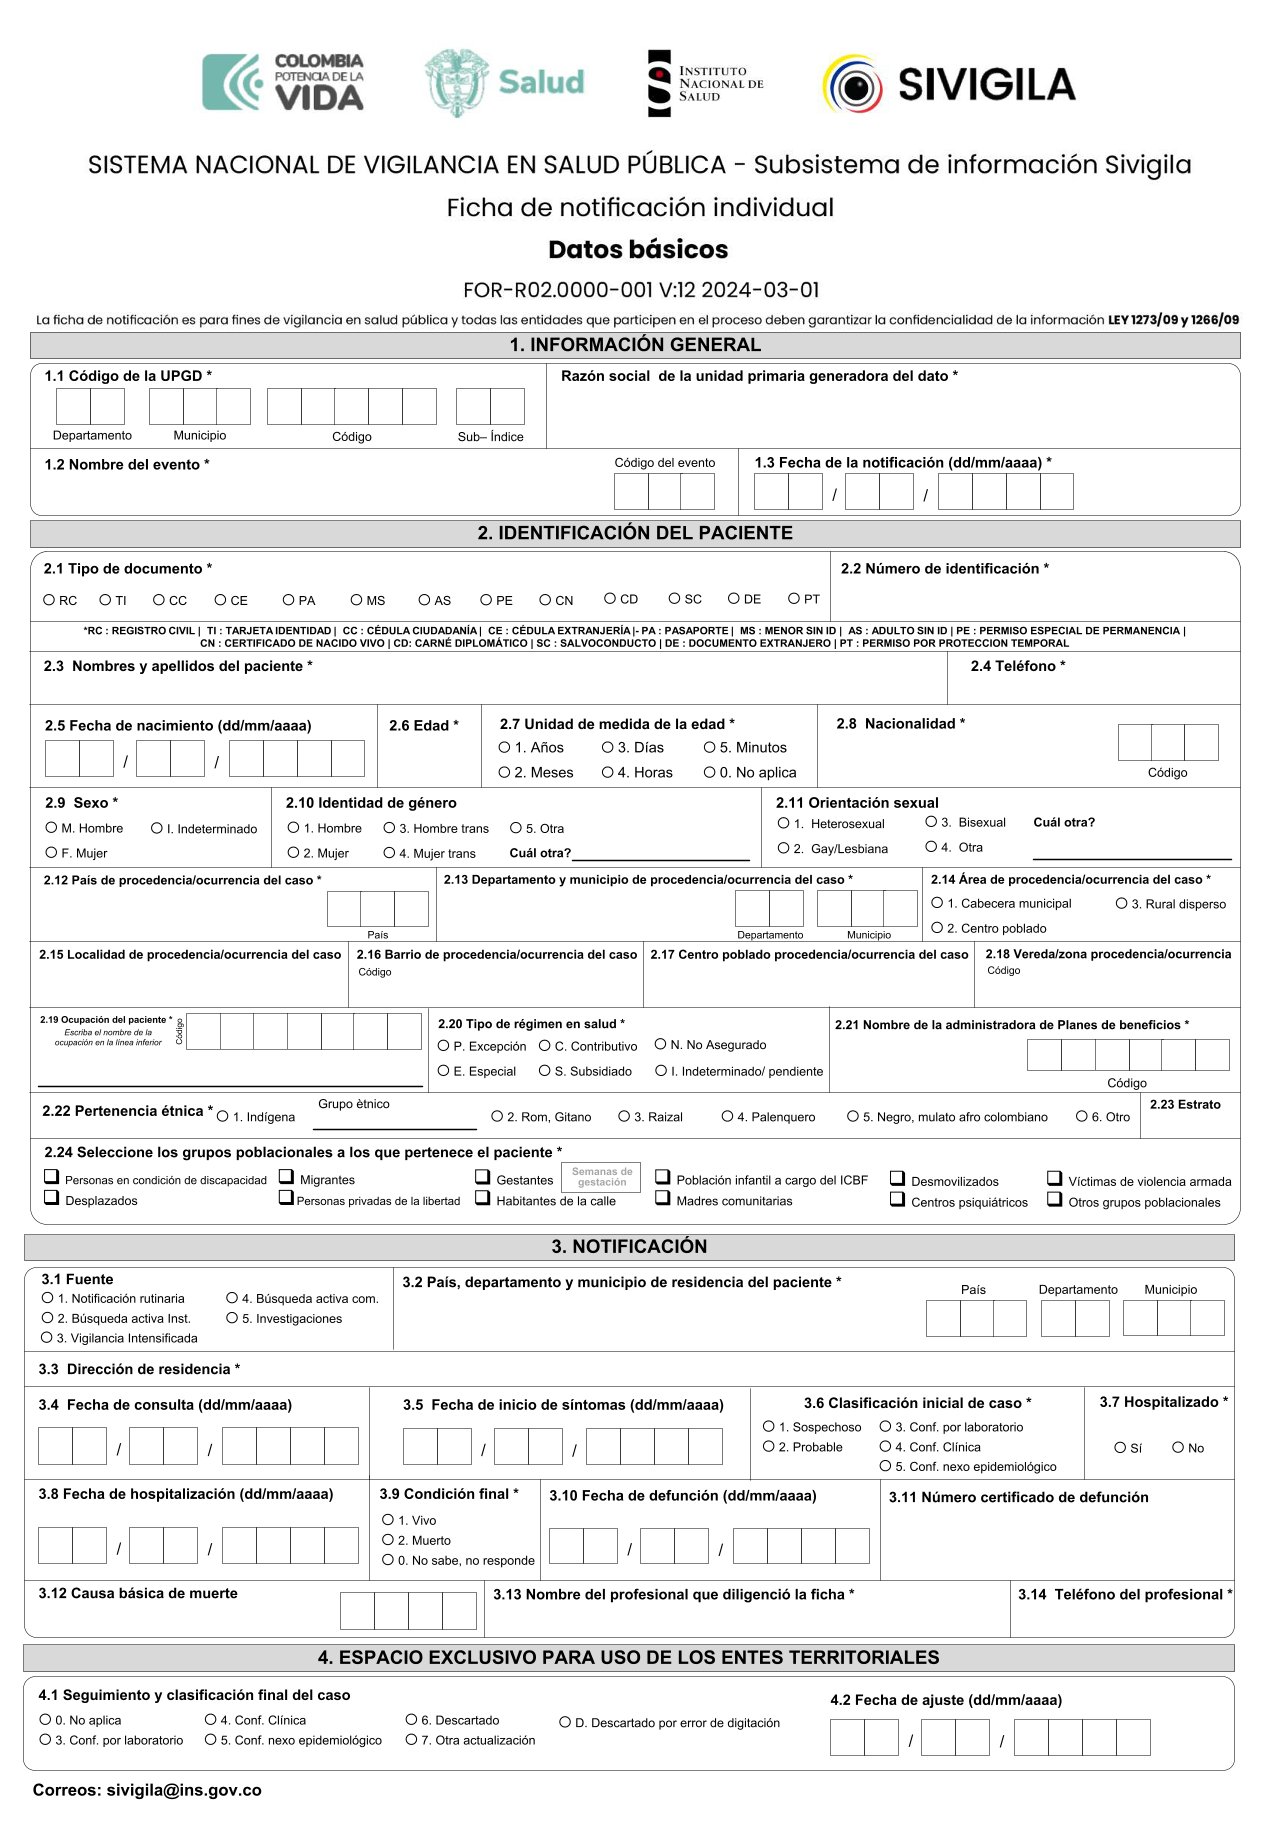 COLOMBIA
POTENCIA DE LA
VIDA
Salud
INSTITUTO
NACIONAL DE
SALUD
SIVIGILA
SISTEMA NACIONAL DE VIGILANCIA EN SALUD PÚBLICA - Subsistema de información Sivigila
Ficha de notificación individual
Datos básicos
FOR-R02.0000-001 V:12 2024-03-01
La ficha de notificación es para fines de vigilancia en salud pública y todas las entidades que participen en el proceso deben garantizar la confidencialidad de la información LEY 1273/09 y 1266/09
1. INFORMACIÓN GENERAL
1.1 Código de la UPGD *
Razón social de la unidad primaria generadora del dato *
Departamento Municipio Código Sub– Índice
1.2 Nombre del evento *
Código del evento
1.3 Fecha de la notificación (dd/mm/aaaa) *
/ /
2. IDENTIFICACIÓN DEL PACIENTE
2.1 Tipo de documento *
2.2 Número de identificación *
RC TI CC CE PA MS AS PE CN CD SC DE PT
*RC : REGISTRO CIVIL | TI : TARJETA IDENTIDAD | CC : CÉDULA CIUDADANÍA | CE : CÉDULA EXTRANJERÍA |- PA : PASAPORTE | MS : MENOR SIN ID | AS : ADULTO SIN ID | PE : PERMISO ESPECIAL DE PERMANENCIA |
CN : CERTIFICADO DE NACIDO VIVO | CD: CARNÉ DIPLOMÁTICO | SC : SALVOCONDUCTO | DE : DOCUMENTO EXTRANJERO | PT : PERMISO POR PROTECCION TEMPORAL
2.3 Nombres y apellidos del paciente *
2.4 Teléfono *
2.5 Fecha de nacimiento (dd/mm/aaaa)
/ /
2.6 Edad *
2.7 Unidad de medida de la edad *
1. Años 3. Días 5. Minutos
2. Meses 4. Horas 0. No aplica
2.8 Nacionalidad *
Código
2.9 Sexo *
M. Hombre I. Indeterminado
F. Mujer
2.10 Identidad de género
1. Hombre 3. Hombre trans 5. Otra
2. Mujer 4. Mujer trans Cuál otra?
2.11 Orientación sexual
1. Heterosexual 3. Bisexual Cuál otra?
2. Gay/Lesbiana 4. Otra
2.12 País de procedencia/ocurrencia del caso *
País
2.13 Departamento y municipio de procedencia/ocurrencia del caso *
Departamento Municipio
2.14 Área de procedencia/ocurrencia del caso *
1. Cabecera municipal 3. Rural disperso
2. Centro poblado
2.15 Localidad de procedencia/ocurrencia del caso
2.16 Barrio de procedencia/ocurrencia del caso
Código
2.17 Centro poblado procedencia/ocurrencia del caso
2.18 Vereda/zona procedencia/ocurrencia
Código
2.19 Ocupación del paciente *
Escriba el nombre de la
ocupación en la línea inferior
Código
2.20 Tipo de régimen en salud *
P. Excepción C. Contributivo N. No Asegurado
E. Especial S. Subsidiado I. Indeterminado/ pendiente
2.21 Nombre de la administradora de Planes de beneficios *
Código
2.22 Pertenencia étnica * 1. Indígena Grupo ètnico 2. Rom, Gitano 3. Raizal 4. Palenquero 5. Negro, mulato afro colombiano 6. Otro
2.23 Estrato
2.24 Seleccione los grupos poblacionales a los que pertenece el paciente *
Personas en condición de discapacidad Migrantes Gestantes Semanas de gestación Población infantil a cargo del ICBF Desmovilizados Víctimas de violencia armada
Desplazados Personas privadas de la libertad Habitantes de la calle Madres comunitarias Centros psiquiátricos Otros grupos poblacionales
3. NOTIFICACIÓN
3.1 Fuente
1. Notificación rutinaria 4. Búsqueda activa com.
2. Búsqueda activa Inst. 5. Investigaciones
3. Vigilancia Intensificada
3.2 País, departamento y municipio de residencia del paciente *
País Departamento Municipio
3.3 Dirección de residencia *
3.4 Fecha de consulta (dd/mm/aaaa)
/ /
3.5 Fecha de inicio de síntomas (dd/mm/aaaa)
/ /
3.6 Clasificación inicial de caso *
1. Sospechoso 3. Conf. por laboratorio
2. Probable 4. Conf. Clínica
5. Conf. nexo epidemiológico
3.7 Hospitalizado *
Sí No
3.8 Fecha de hospitalización (dd/mm/aaaa)
/ /
3.9 Condición final *
1. Vivo
2. Muerto
0. No sabe, no responde
3.10 Fecha de defunción (dd/mm/aaaa)
/ /
3.11 Número certificado de defunción
3.12 Causa básica de muerte
3.13 Nombre del profesional que diligenció la ficha *
3.14 Teléfono del profesional *
4. ESPACIO EXCLUSIVO PARA USO DE LOS ENTES TERRITORIALES
4.1 Seguimiento y clasificación final del caso
0. No aplica 4. Conf. Clínica 6. Descartado D. Descartado por error de digitación
3. Conf. por laboratorio 5. Conf. nexo epidemiológico 7. Otra actualización
4.2 Fecha de ajuste (dd/mm/aaaa)
/ /
Correos: sivigila@ins.gov.co